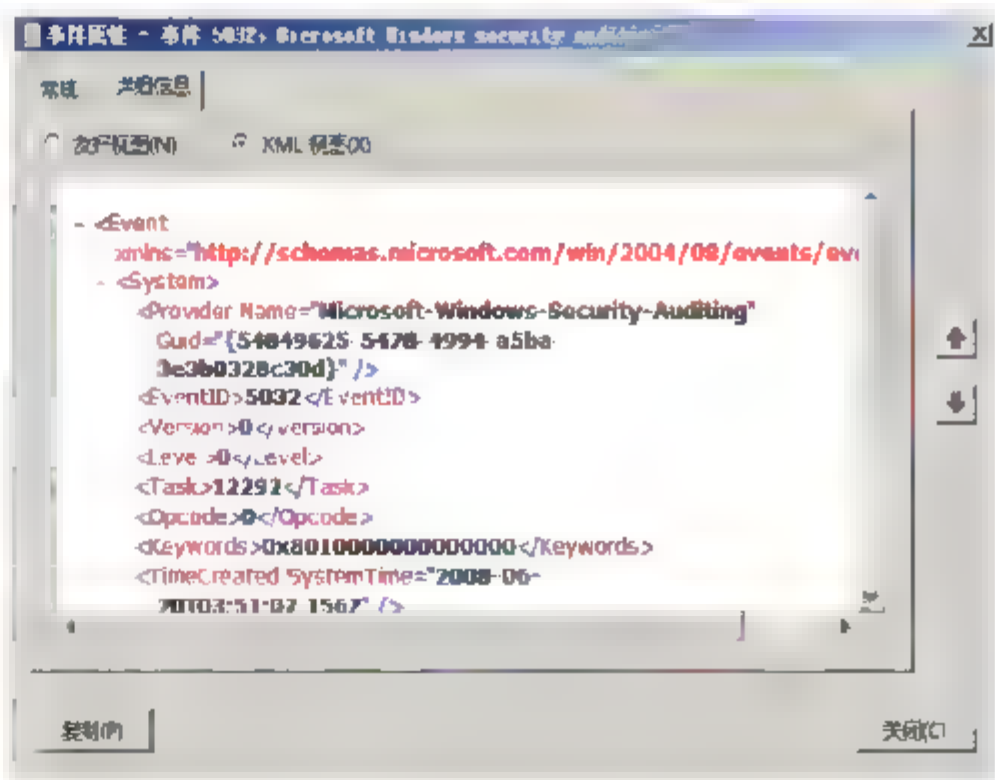 事件属性 - 事件 5032, Microsoft Windows security
常规 详细信息
友好视图(N) XML 视图(X)
- <Event
xmlns="http://schemas.microsoft.com/win/2004/08/events/eve
- <System>
<Provider Name="Microsoft-Windows-Security-Auditing"
Guid="{54849625-5478-4994-a5ba-
3e3b0328c30d}" />
<EventID>5032</EventID>
<Version>0</Version>
<Level>0</Level>
<Task>12292</Task>
<Opcode>0</Opcode>
<Keywords>0x8010000000000000</Keywords>
<TimeCreated SystemTime="2008-06-
复制(P) 关闭(C)